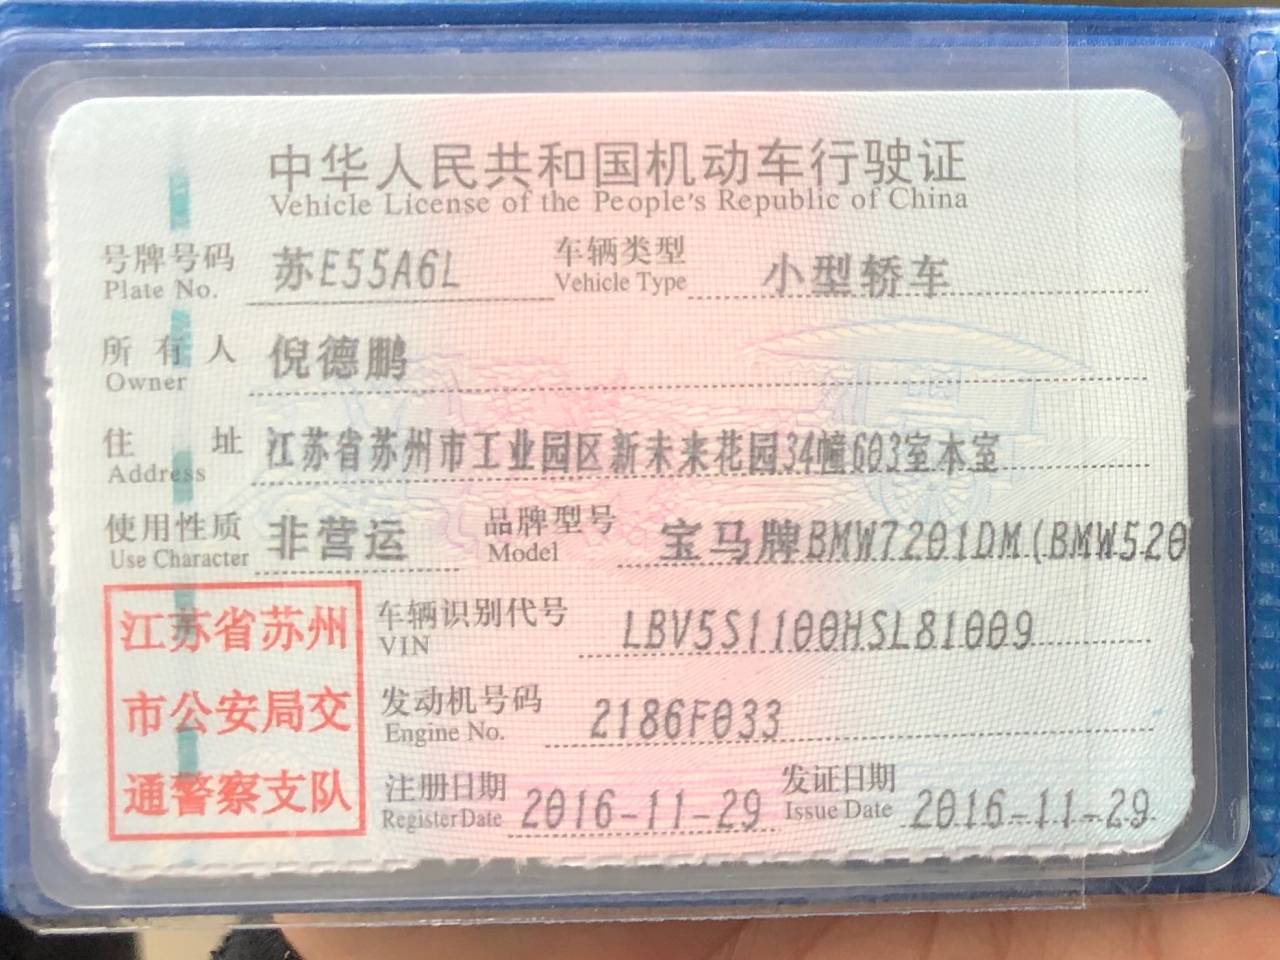 中华人民共和国机动车行驶证
Vehicle License of the People's Republic of China
号牌号码 苏E55A6L 车辆类型 小型轿车
Plate No. Vehicle Type
所有人 倪德鹏
Owner
住址 江苏省苏州市工业园区新未来花园34幢603室本室
Address
使用性质 非营运 品牌型号 宝马牌BMW7201DM(BMW520
Use Character Model
江苏省苏州
市公安局交
通警察支队
车辆识别代号 LBV5S1100HSL81009
VIN
发动机号码 2186F033
Engine No.
注册日期 2016-11-29 发证日期 2016-11-29
Register Date Issue Date